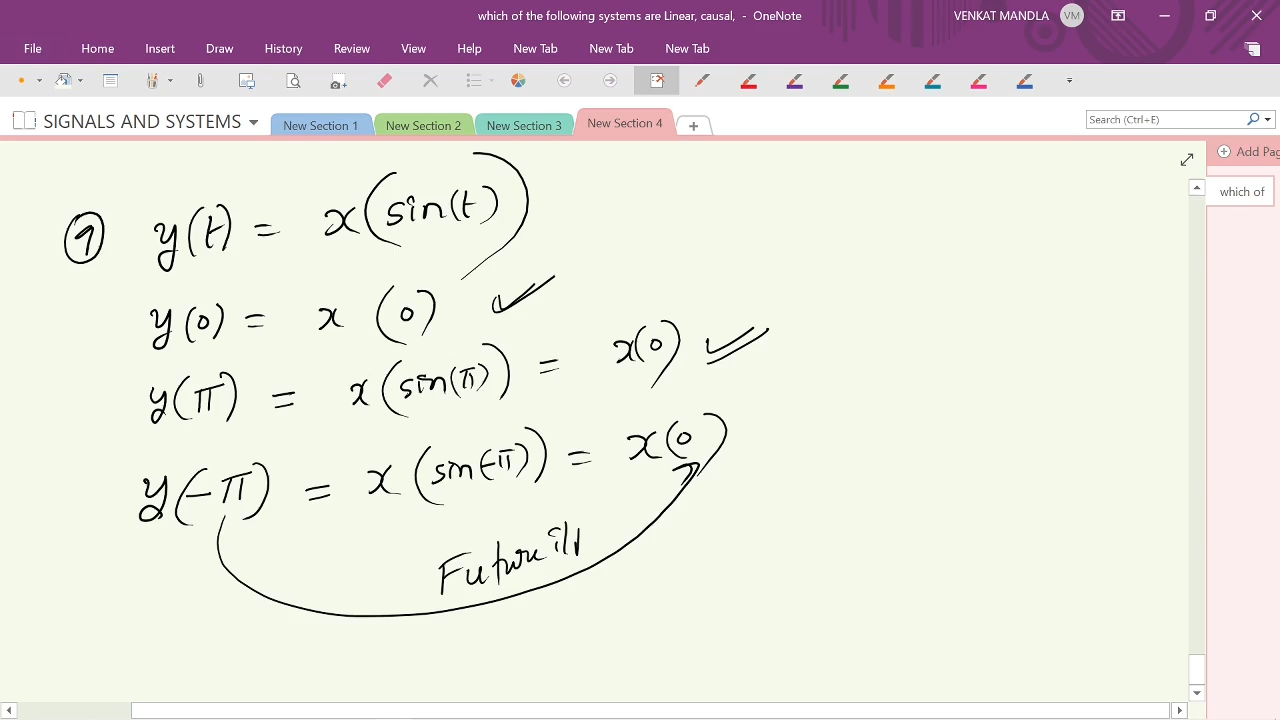 which of the following systems are Linear, causal, - OneNote
VENKAT MANDLA VM
File Home Insert Draw History Review View Help New Tab New Tab New Tab
SIGNALS AND SYSTEMS New Section 1 New Section 2 New Section 3 New Section 4 Search (Ctrl+E)
Add Pag
which of
y(t) = x(sin(t))
y(0) = x (0) ✓
y(π) = x(sin(π)) = x(0) ✓
y(-π) = x(sin(-π)) = x(0)
Future